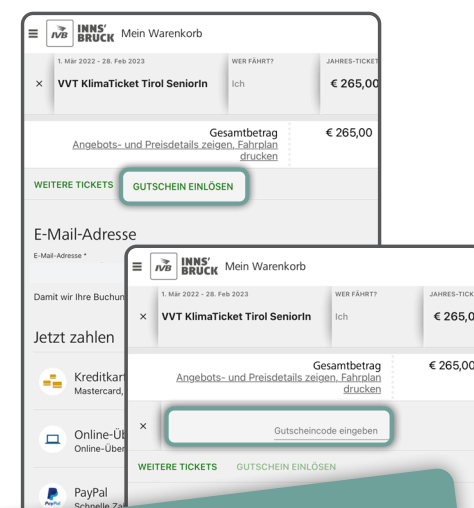 IVB INNS' BRUCK Mein Warenkorb
1. Mär 2022 - 28. Feb 2023 WER FÄHRT? JAHRES-TICKET
× VVT KlimaTicket Tirol SeniorIn Ich € 265,00
Gesamtbetrag € 265,00
Angebots- und Preisdetails zeigen, Fahrplan
drucken
WEITERE TICKETS GUTSCHEIN EINLÖSEN
E-Mail-Adresse
E-Mail-Adresse *
Damit wir Ihre Buchun
Jetzt zahlen
Kreditkar
Mastercard,
Online-Üb
Online-Über
PayPal
PayPal
Schnelle Za
IVB INNS' BRUCK Mein Warenkorb
1. Mär 2022 - 28. Feb 2023 WER FÄHRT? JAHRES-TICK
× VVT KlimaTicket Tirol SeniorIn Ich € 265,0
Gesamtbetrag € 265,00
Angebots- und Preisdetails zeigen, Fahrplan
drucken
× Gutscheincode eingeben
WEITERE TICKETS GUTSCHEIN EINLÖSEN